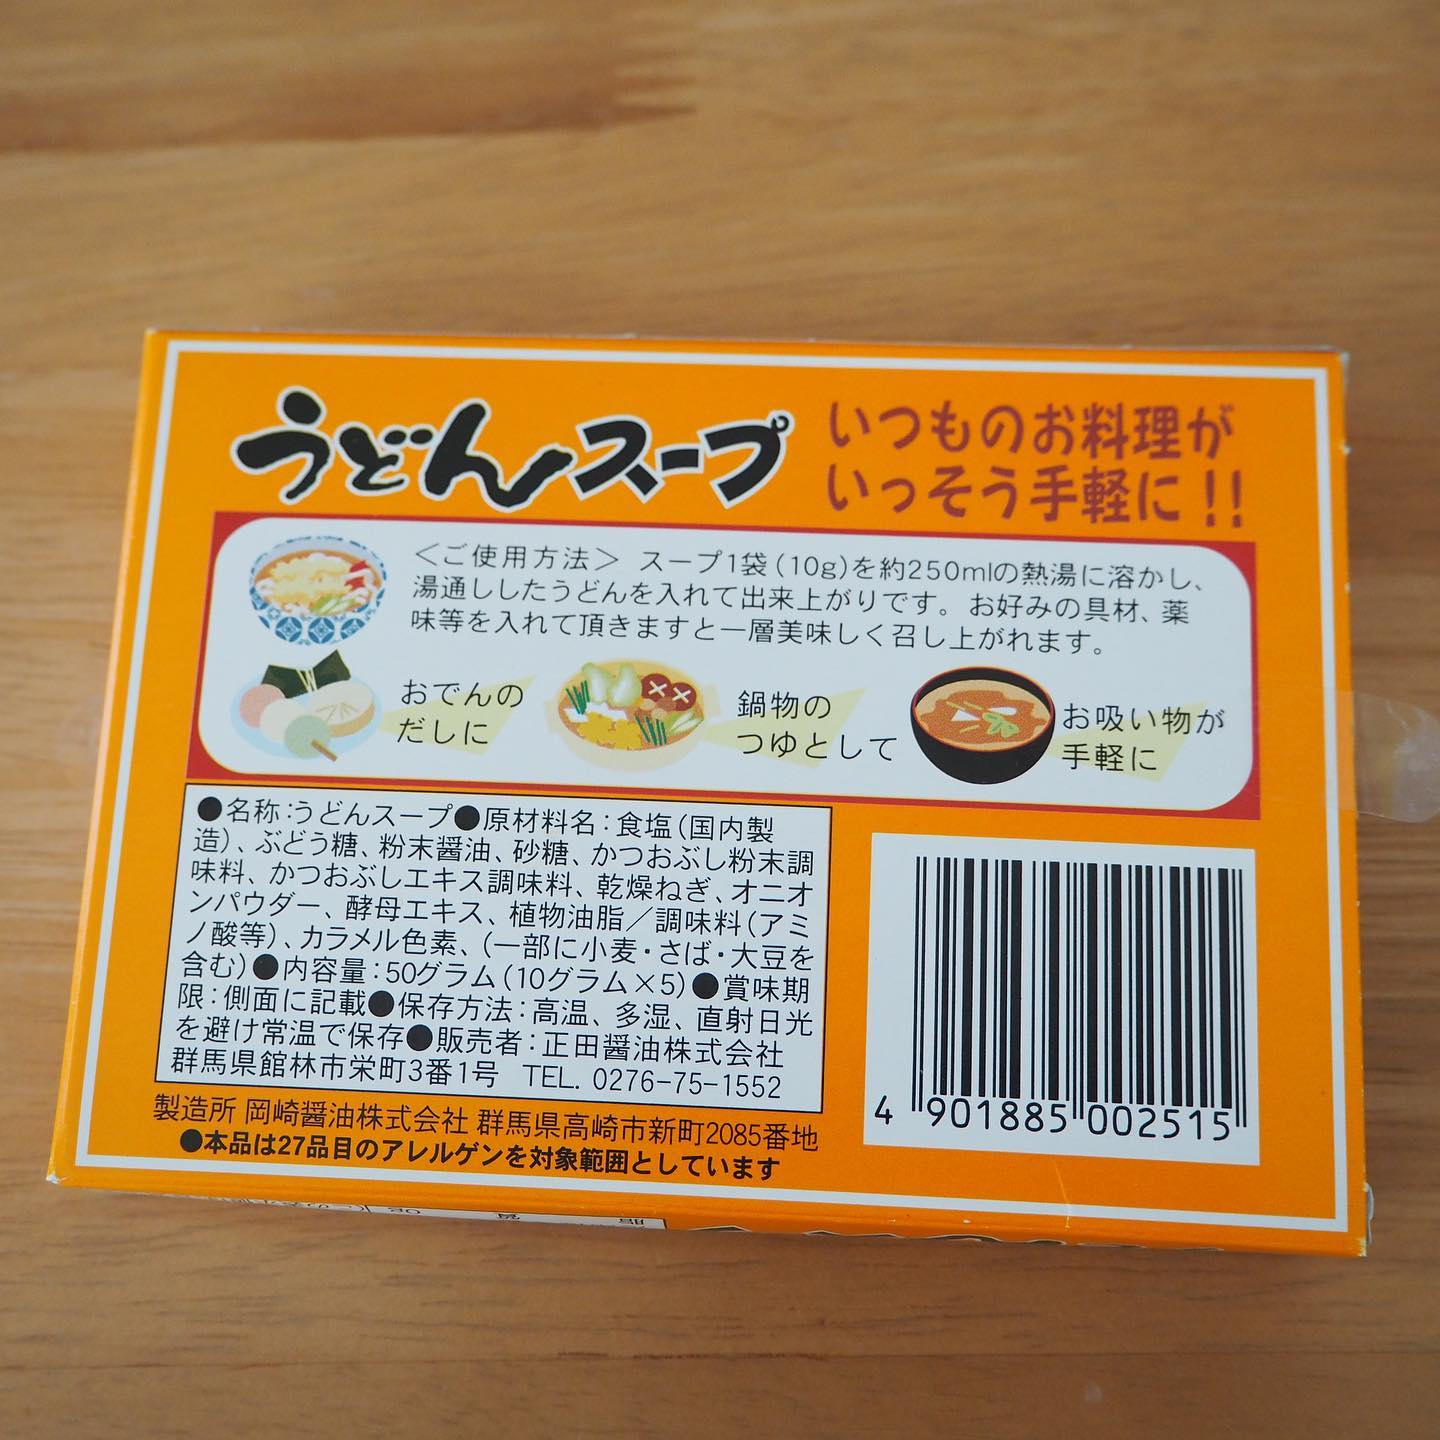 うどんスープ
いつものお料理が
いっそう手軽に!!
＜ご使用方法＞ スープ1袋(10g)を約250mlの熱湯に溶かし、
湯通ししたうどんを入れて出来上がりです。お好みの具材、薬
味等を入れて頂きますと一層美味しく召し上がれます。
おでんの
だしに
鍋物の
つゆとして
お吸い物が
手軽に
●名称:うどんスープ●原材料名:食塩(国内製
造)、ぶどう糖、粉末醤油、砂糖、かつおぶし粉末調
味料、かつおぶしエキス調味料、乾燥ねぎ、オニオ
ンパウダー、酵母エキス、植物油脂／調味料(アミ
ノ酸等)、カラメル色素、(一部に小麦・さば・大豆を
含む)●内容量:50グラム(10グラム×5)●賞味期
限:側面に記載●保存方法:高温、多湿、直射日光
を避け常温で保存●販売者:正田醤油株式会社
群馬県館林市栄町3番1号 TEL. 0276-75-1552
製造所 岡崎醤油株式会社 群馬県高崎市新町2085番地
●本品は27品目のアレルゲンを対象範囲としています
4 901885 002515